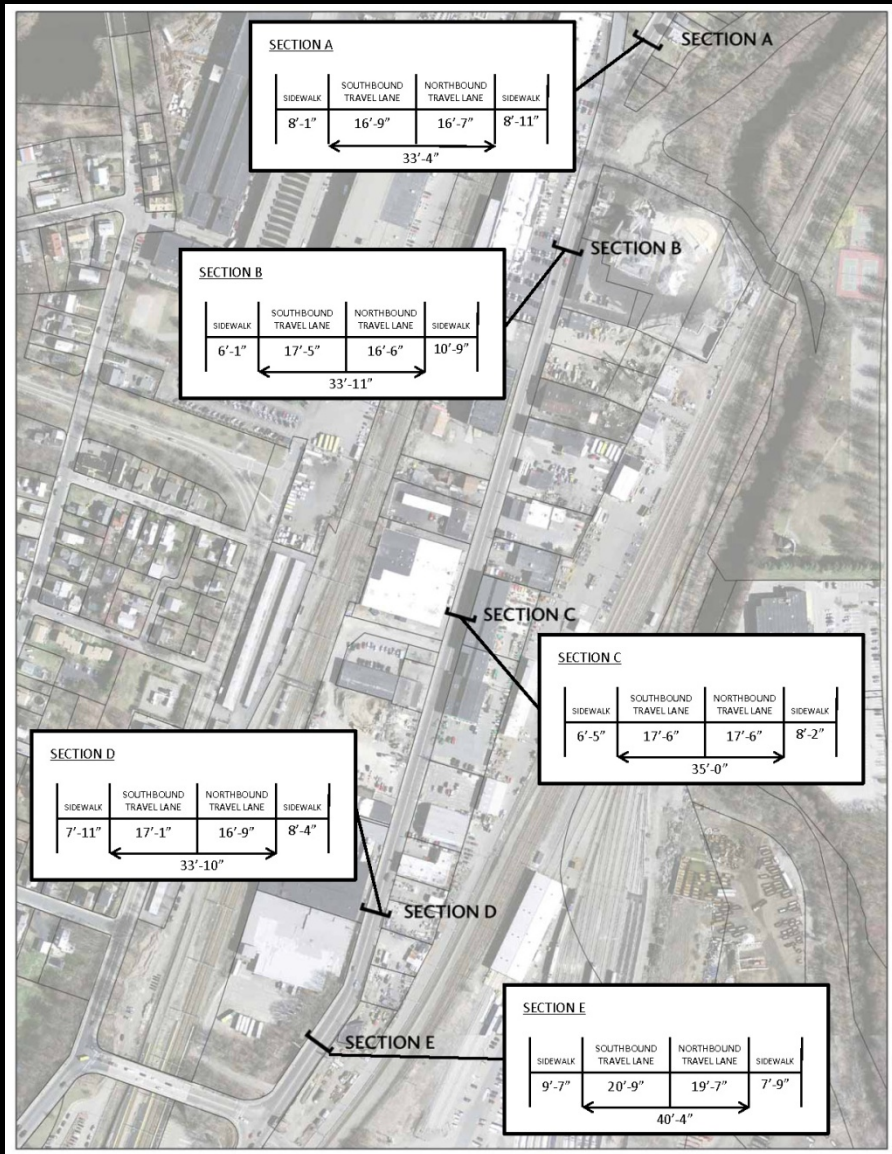 SECTION A
SECTION A
SIDEWALK SOUTHBOUND TRAVEL LANE NORTHBOUND TRAVEL LANE SIDEWALK
8’-1” 16’-9” 16’-7” 8’-11”
33’-4”
SECTION B
SECTION B
SIDEWALK SOUTHBOUND TRAVEL LANE NORTHBOUND TRAVEL LANE SIDEWALK
6’-1” 17’-5” 16’-6” 10’-9”
33’-11”
SECTION C
SECTION C
SIDEWALK SOUTHBOUND TRAVEL LANE NORTHBOUND TRAVEL LANE SIDEWALK
6’-5” 17’-6” 17’-6” 8’-2”
35’-0”
SECTION D
SIDEWALK SOUTHBOUND TRAVEL LANE NORTHBOUND TRAVEL LANE SIDEWALK
7’-11” 17’-1” 16’-9” 8’-4”
33’-10”
SECTION D
SECTION E
SECTION E
SIDEWALK SOUTHBOUND TRAVEL LANE NORTHBOUND TRAVEL LANE SIDEWALK
9’-7” 20’-9” 19’-7” 7’-9”
40’-4”